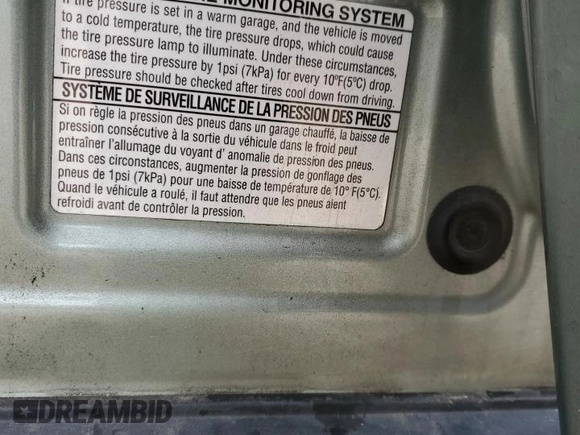 MONITORING SYSTEM
If tire pressure is set in a warm garage, and the vehicle is moved
to a cold temperature, the tire pressure drops, which could cause
the tire pressure lamp to illuminate. Under these circumstances,
increase the tire pressure by 1psi (7kPa) for every 10°F(5°C) drop.
Tire pressure should be checked after tires cool down from driving.
SYSTÈME DE SURVEILLANCE DE LA PRESSION DES PNEUS
Si on règle la pression des pneus dans un garage chauffé, la baisse de
pression consécutive à la sortie du véhicule dans le froid peut
entraîner l'allumage du voyant d' anomalie de pression des pneus.
Dans ces circonstances, augmenter la pression de gonflage des
pneus de 1psi (7kPa) pour une baisse de température de 10° F(5°C).
Quand le véhicule a roulé, il faut attendre que les pneus aient
refroidi avant de contrôler la pression.
DREAMBID